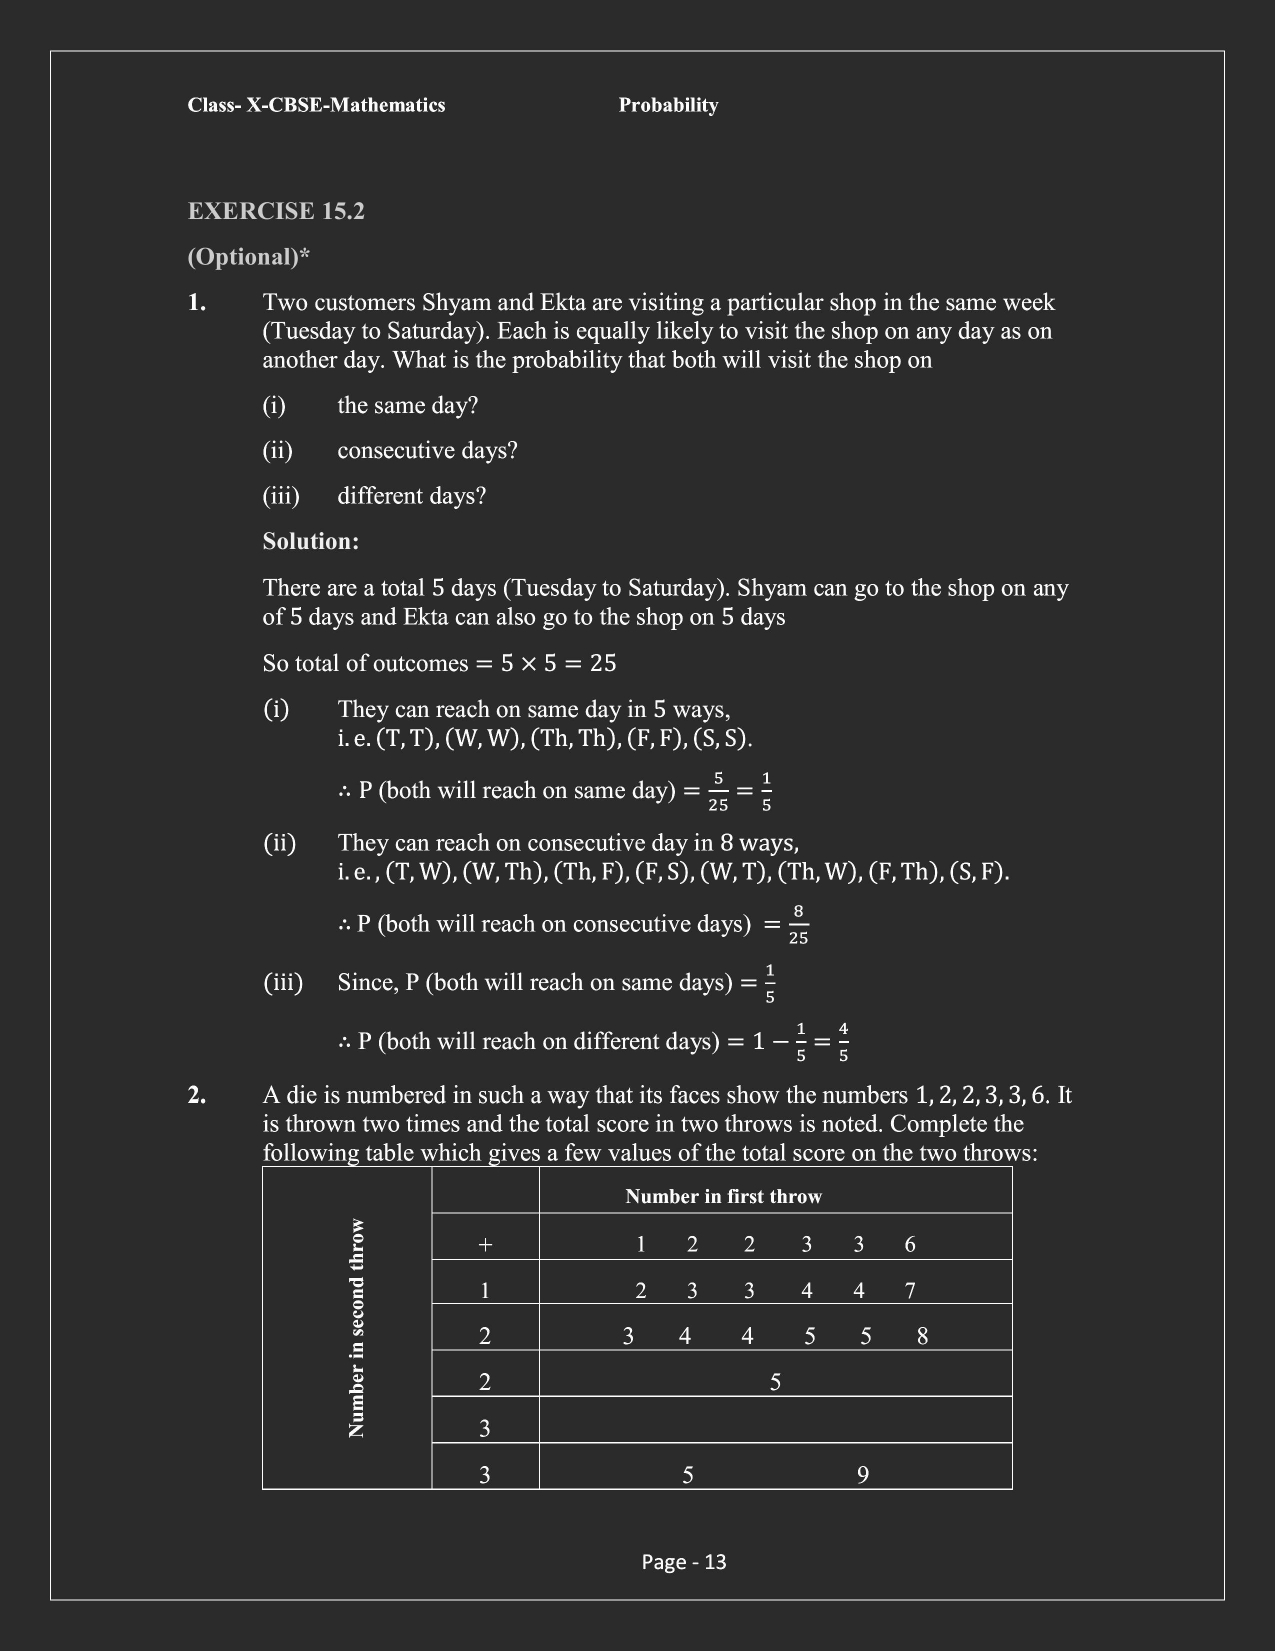 Class- X-CBSE-Mathematics Probability
EXERCISE 15.2
(Optional)*
1. Two customers Shyam and Ekta are visiting a particular shop in the same week
(Tuesday to Saturday). Each is equally likely to visit the shop on any day as on
another day. What is the probability that both will visit the shop on
(i) the same day?
(ii) consecutive days?
(iii) different days?
Solution:
There are a total 5 days (Tuesday to Saturday). Shyam can go to the shop on any
of 5 days and Ekta can also go to the shop on 5 days
So total of outcomes = 5 × 5 = 25
(i) They can reach on same day in 5 ways,
i. e. (T, T), (W, W), (Th, Th), (F, F), (S, S).
∴ P (both will reach on same day) = 5/25 = 1/5
(ii) They can reach on consecutive day in 8 ways,
i. e. , (T, W), (W, Th), (Th, F), (F, S), (W, T), (Th, W), (F, Th), (S, F).
∴ P (both will reach on consecutive days) = 8/25
(iii) Since, P (both will reach on same days) = 1/5
∴ P (both will reach on different days) = 1 − 1/5 = 4/5
2. A die is numbered in such a way that its faces show the numbers 1, 2, 2, 3, 3, 6. It
is thrown two times and the total score in two throws is noted. Complete the
following table which gives a few values of the total score on the two throws:
Number in second throw
Number in first throw
+ 1 2 2 3 3 6
1 2 3 3 4 4 7
2 3 4 4 5 5 8
2 5
3
3 5 9
Page - 13